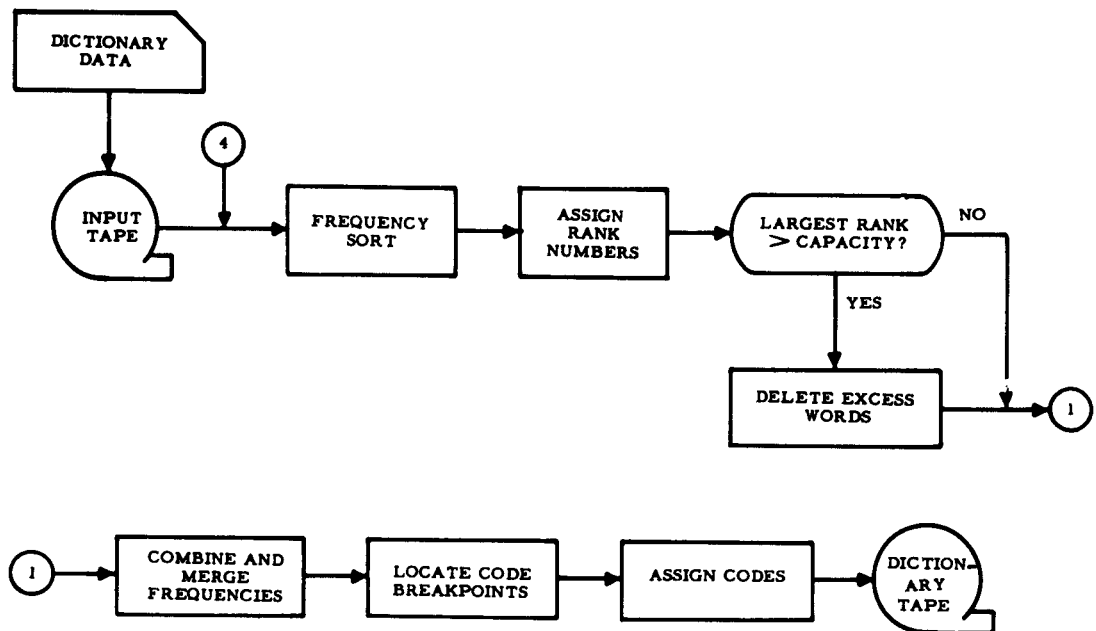 DICTIONARY
DATA
4
INPUT
TAPE
FREQUENCY
SORT
ASSIGN
RANK
NUMBERS
LARGEST RANK
> CAPACITY?
NO
YES
DELETE EXCESS
WORDS
1
1
COMBINE AND
MERGE
FREQUENCIES
LOCATE CODE
BREAKPOINTS
ASSIGN CODES
DICTION-
ARY
TAPE